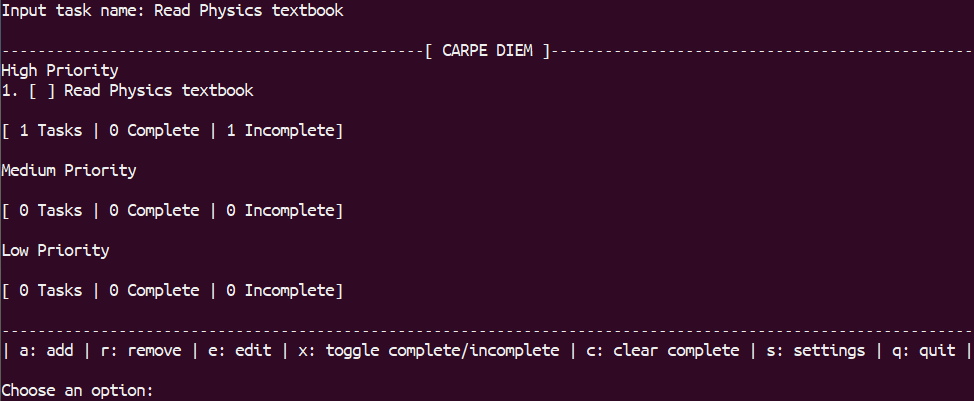 Input task name: Read Physics textbook
-----------------------------------------------[ CARPE DIEM ]-----------------------------------------------
High Priority
1. [ ] Read Physics textbook
[ 1 Tasks | 0 Complete | 1 Incomplete]
Medium Priority
[ 0 Tasks | 0 Complete | 0 Incomplete]
Low Priority
[ 0 Tasks | 0 Complete | 0 Incomplete]
------------------------------------------------------------------------------------------------------------
| a: add | r: remove | e: edit | x: toggle complete/incomplete | c: clear complete | s: settings | q: quit |
Choose an option: